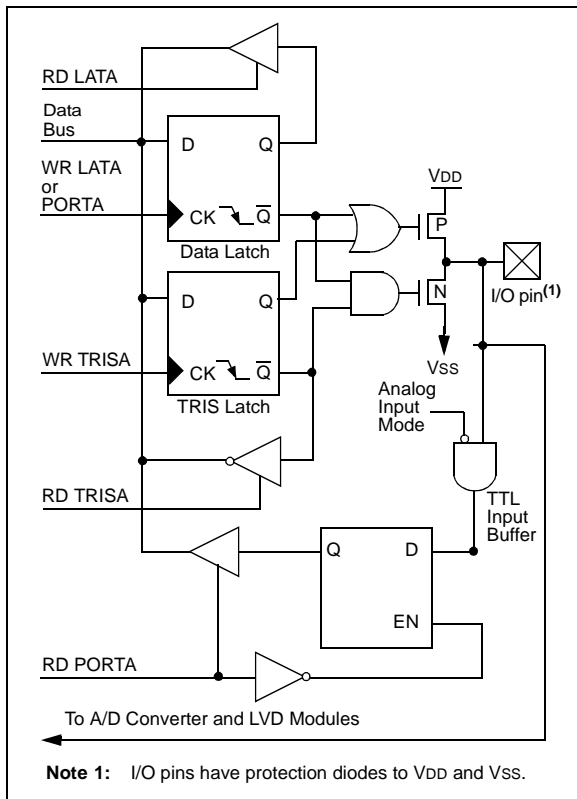 RD LATA
Data
Bus
D Q
WR LATA
or
PORTA
CK Q
Data Latch
VDD
P
N
I/O pin(1)
D Q
WR TRISA
CK Q
TRIS Latch
VSS
Analog
Input
Mode
RD TRISA
TTL
Input
Buffer
Q D
EN
RD PORTA
To A/D Converter and LVD Modules
Note 1: I/O pins have protection diodes to VDD and VSS.